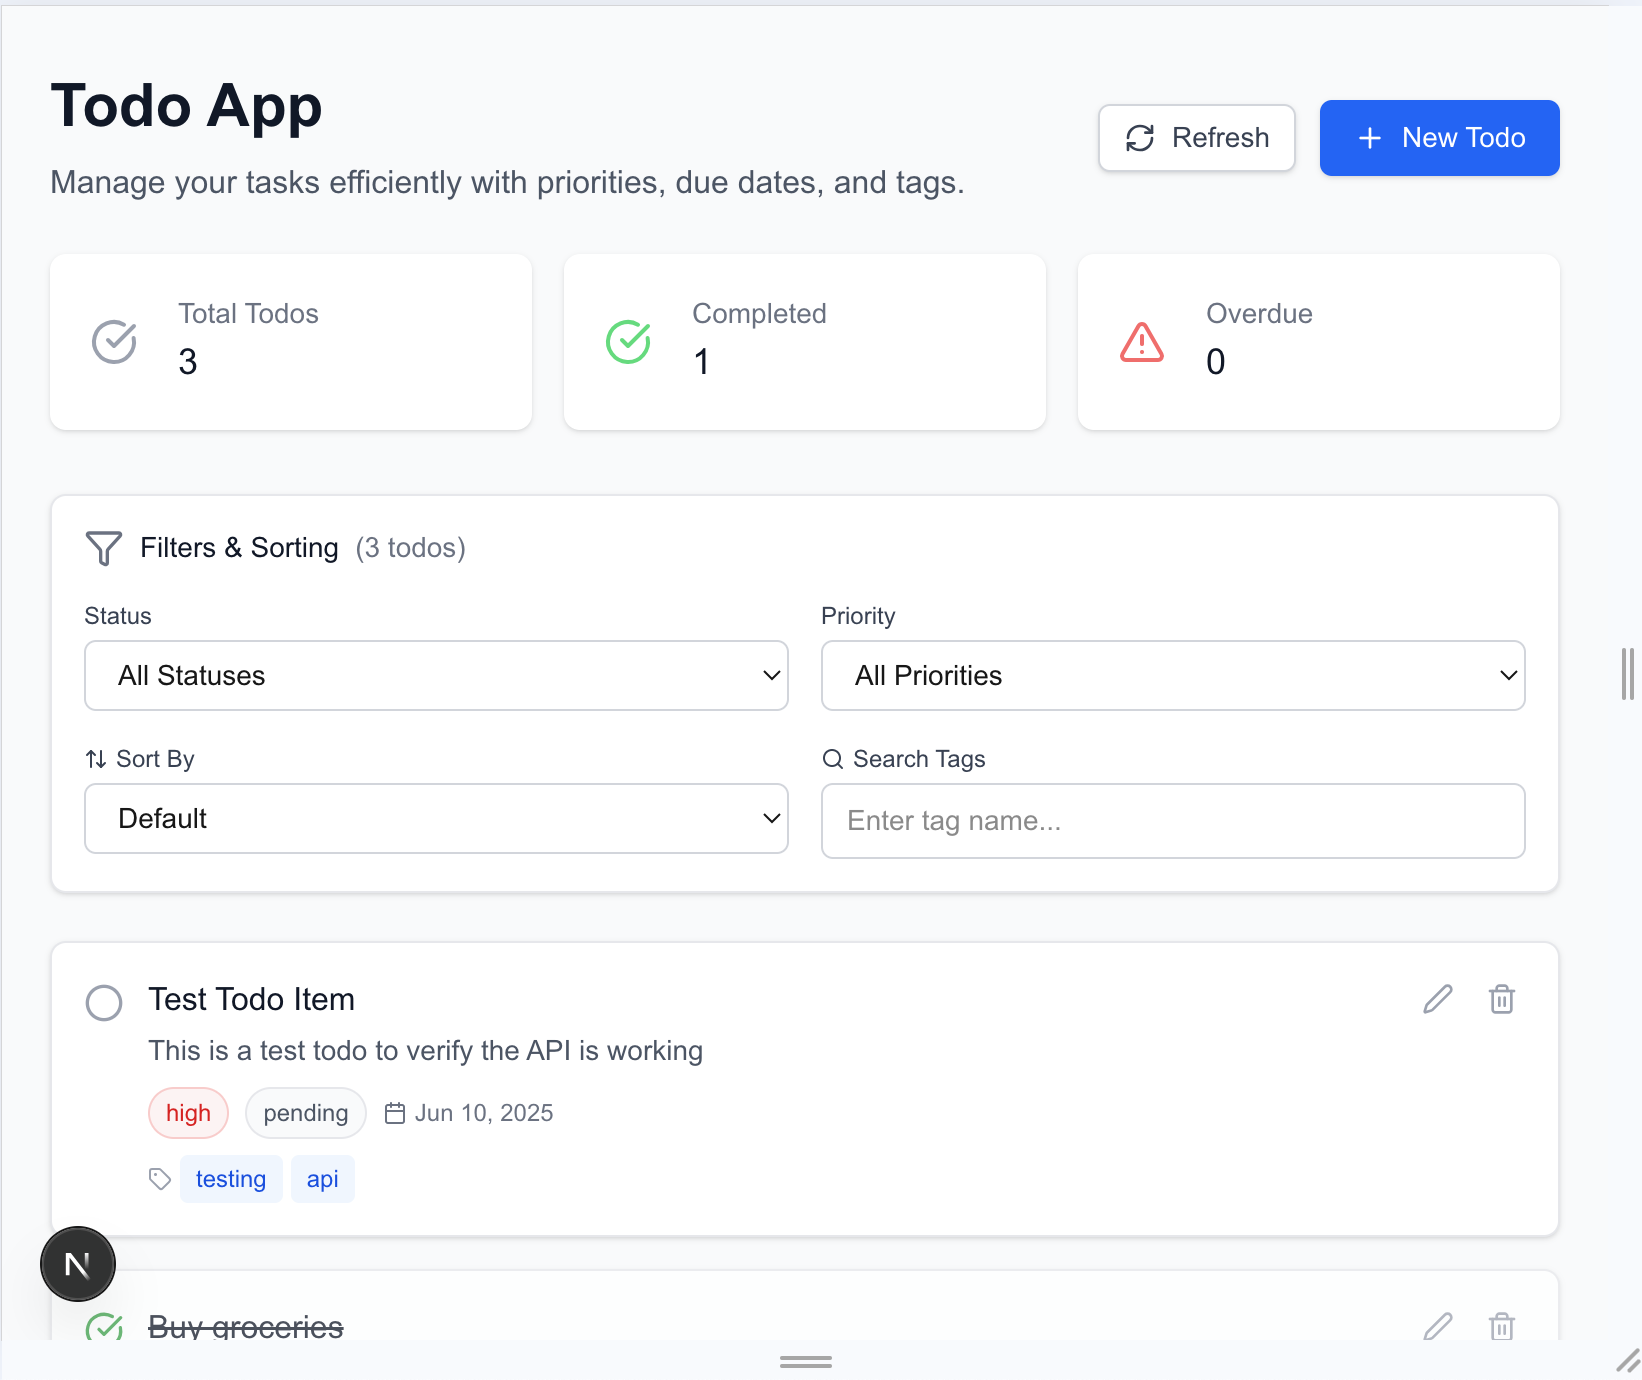 Todo App
Manage your tasks efficiently with priorities, due dates, and tags.
Refresh
New Todo
Total Todos
3
Completed
1
Overdue
0
Filters & Sorting (3 todos)
Status
All Statuses
Priority
All Priorities
Sort By
Default
Search Tags
Enter tag name...
Test Todo Item
This is a test todo to verify the API is working
high pending Jun 10, 2025
testing api
N
Buy groceries